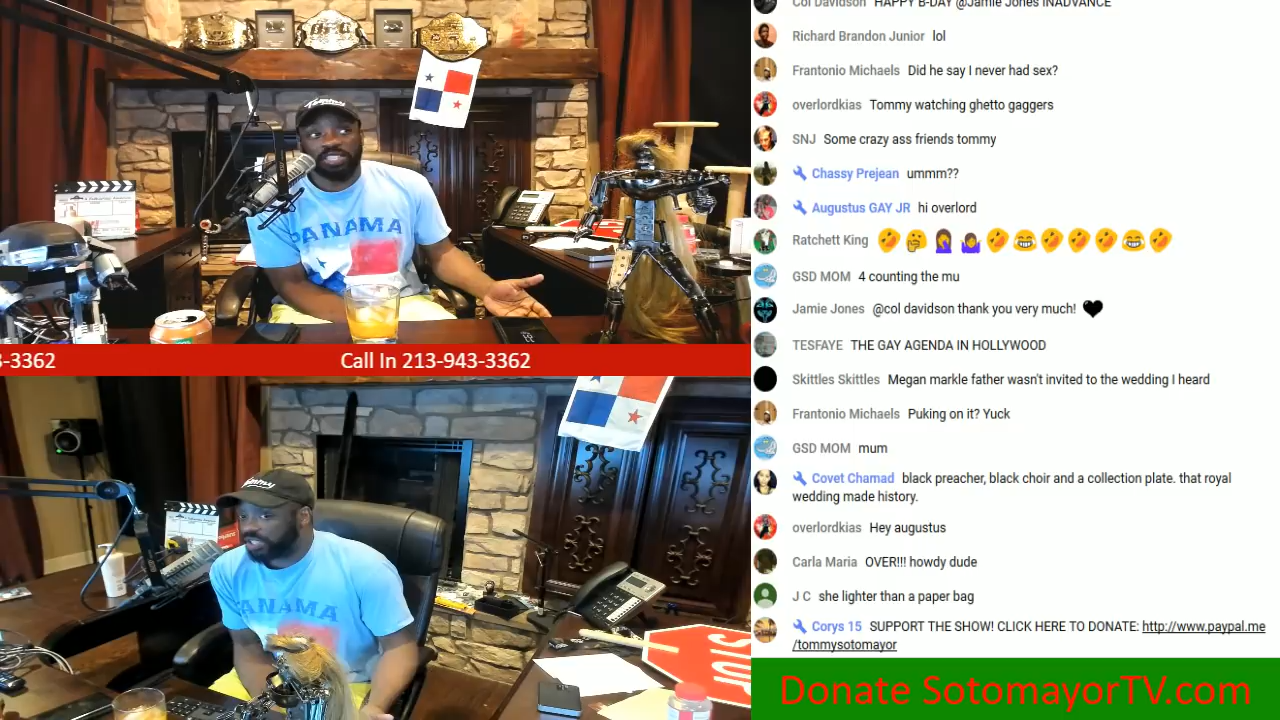 Tommy
PANAMA
3-3362
Call In 213-943-3362
Tommy
PANAMA
STOP
Col Davidson HAPPY B-DAY @Jamie Jones INADVANCE
Richard Brandon Junior lol
Frantonio Michaels Did he say I never had sex?
overlordkias Tommy watching ghetto gaggers
SNJ Some crazy ass friends tommy
Chassy Prejean ummm??
Augustus GAY JR hi overlord
Ratchett King 🤣🤔🤦‍♀️🤷‍♀️🤣😂🤣🤣🤣😂🤣
GSD MOM 4 counting the mu
Jamie Jones @col davidson thank you very much! 🖤
TESFAYE THE GAY AGENDA IN HOLLYWOOD
Skittles Skittles Megan markle father wasn't invited to the wedding I heard
Frantonio Michaels Puking on it? Yuck
GSD MOM mum
Covet Chamad black preacher, black choir and a collection plate. that royal
wedding made history.
overlordkias Hey augustus
Carla Maria OVER!!! howdy dude
J C she lighter than a paper bag
Corys 15 SUPPORT THE SHOW! CLICK HERE TO DONATE: http://www.paypal.me
/tommysotomayor
Donate SotomayorTV.com